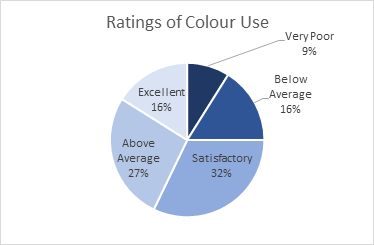 Ratings of Colour Use
Very Poor
9%
Below
Average
16%
Satisfactory
32%
Above
Average
27%
Excellent
16%